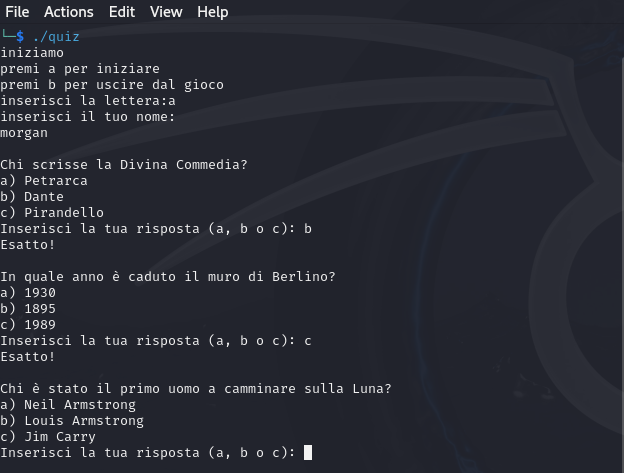 File Actions Edit View Help
└─$ ./quiz
iniziamo
premi a per iniziare
premi b per uscire dal gioco
inserisci la lettera:a
inserisci il tuo nome:
morgan
Chi scrisse la Divina Commedia?
a) Petrarca
b) Dante
c) Pirandello
Inserisci la tua risposta (a, b o c): b
Esatto!
In quale anno è caduto il muro di Berlino?
a) 1930
b) 1895
c) 1989
Inserisci la tua risposta (a, b o c): c
Esatto!
Chi è stato il primo uomo a camminare sulla Luna?
a) Neil Armstrong
b) Louis Armstrong
c) Jim Carry
Inserisci la tua risposta (a, b o c):